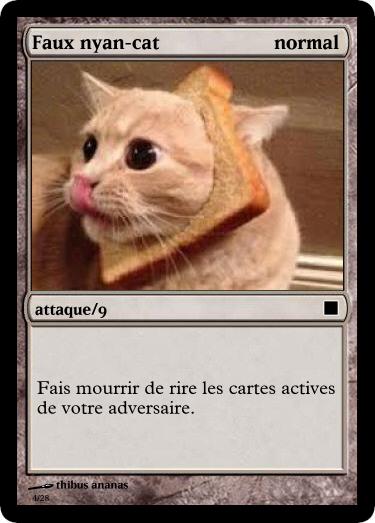 Faux nyan-cat normal
attaque/9
Fais mourrir de rire les cartes actives
de votre adversaire.
thibus ananas
4/28